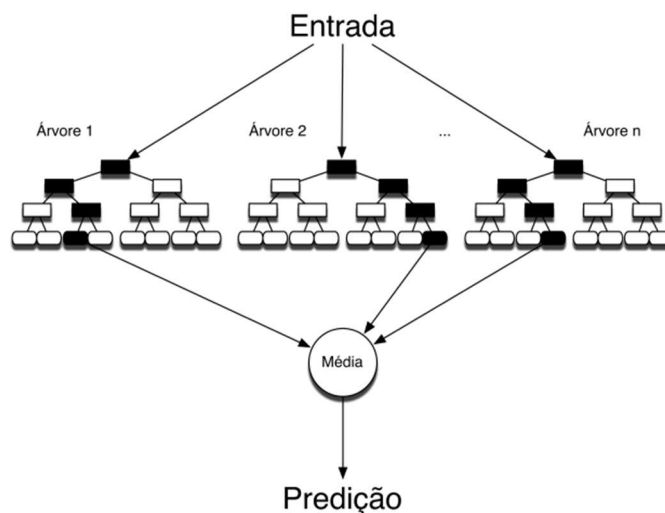 Entrada
Árvore 1
Árvore 2
...
Árvore n
Média
Predição